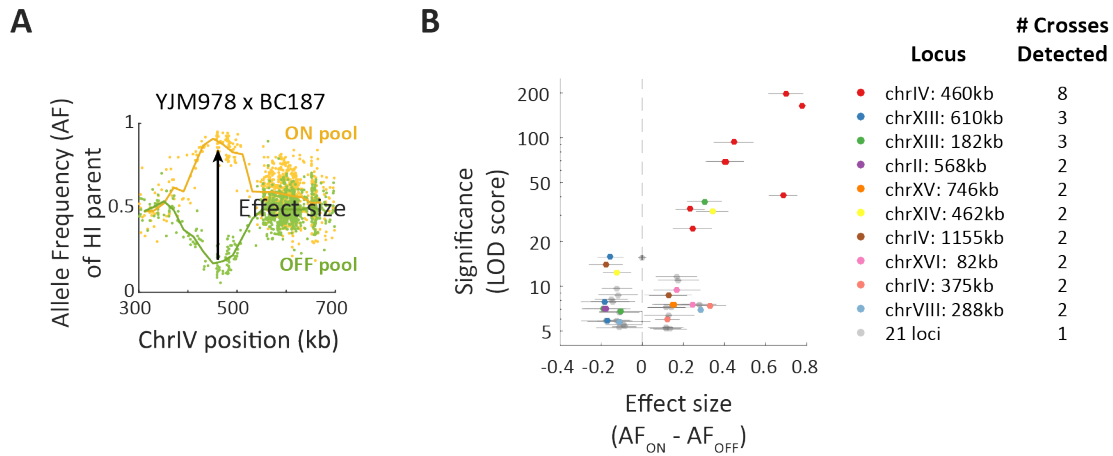 A
YJM978 x BC187
Allele Frequency (AF)
of HI parent
1
0.5
0
ON pool
Effect size
OFF pool
300
500
700
ChrIV position (kb)
B
Significance
(LOD score)
200
100
50
20
10
5
-0.4
-0.2
0
0.2
0.4
0.6
0.8
Effect size
(AFON - AFOFF)
Locus
# Crosses
Detected
chrIV: 460kb 8
chrXIII: 610kb 3
chrXIII: 182kb 3
chrII: 568kb 2
chrXV: 746kb 2
chrXIV: 462kb 2
chrIV: 1155kb 2
chrXVI: 82kb 2
chrIV: 375kb 2
chrVIII: 288kb 2
21 loci 1